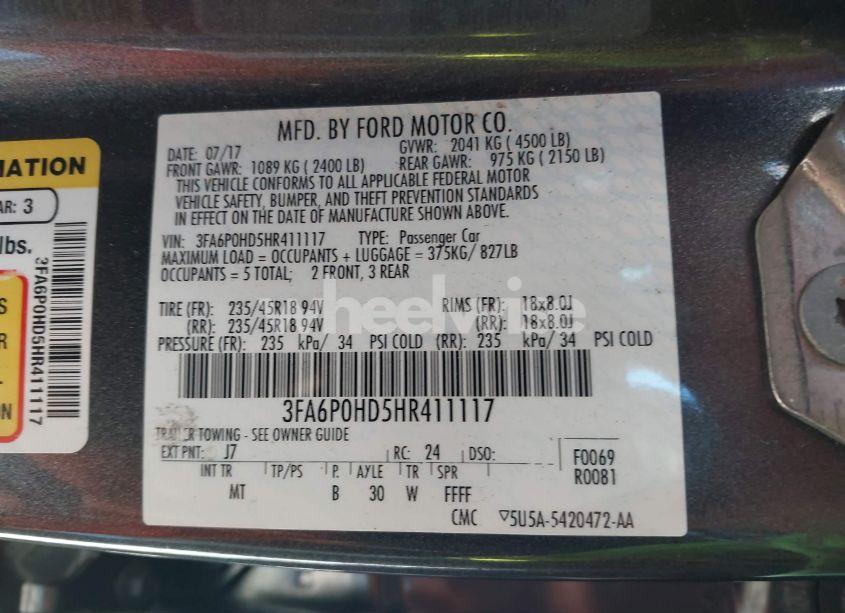 MFD. BY FORD MOTOR CO.
DATE: 07/17 GVWR: 2041 KG (4500 LB)
FRONT GAWR: 1089 KG (2400 LB) REAR GAWR: 975 KG (2150 LB)
THIS VEHICLE CONFORMS TO ALL APPLICABLE FEDERAL MOTOR
VEHICLE SAFETY, BUMPER, AND THEFT PREVENTION STANDARDS
IN EFFECT ON THE DATE OF MANUFACTURE SHOWN ABOVE.
VIN: 3FA6P0HD5HR411117 TYPE: Passenger Car
MAXIMUM LOAD = OCCUPANTS + LUGGAGE = 375KG/ 827LB
OCCUPANTS = 5 TOTAL; 2 FRONT, 3 REAR
TIRE (FR): 235/45R18 94V RIMS (FR): 18x8.0J
(RR): 235/45R18 94V (RR): 18x8.0J
PRESSURE (FR): 235 kPa/ 34 PSI COLD (RR): 235 kPa/ 34 PSI COLD
3FA6P0HD5HR411117
TRAILER TOWING - SEE OWNER GUIDE
EXT PNT: J7 RC: 24 DSO: F0069
R0081
INT TR TP/PS P. AYLE TR SPR
MT B 30 W FFFF
CMC ▽5U5A-5420472-AA
MATION
AR: 3
lbs.
S
R
L-
ON
3FA6P0HD5HR411117